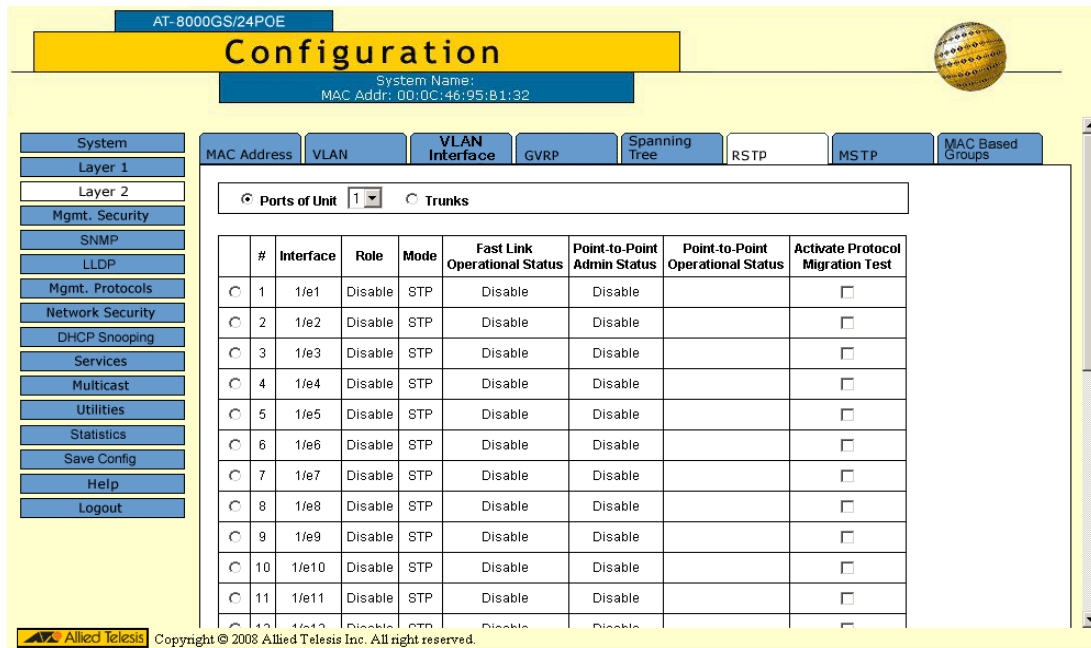 AT-8000GS/24POE
Configuration
System Name:
MAC Addr: 00:0C:46:95:B1:32
System
Layer 1
Layer 2
Mgmt. Security
SNMP
LLDP
Mgmt. Protocols
Network Security
DHCP Snooping
Services
Multicast
Utilities
Statistics
Save Config
Help
Logout
MAC Address VLAN VLAN Interface GVRP Spanning Tree RSTP MSTP MAC Based Groups
Ports of Unit 1 Trunks
# Interface Role Mode Fast Link Operational Status Point-to-Point Admin Status Point-to-Point Operational Status Activate Protocol Migration Test
1 1/e1 Disable STP Disable Disable
2 1/e2 Disable STP Disable Disable
3 1/e3 Disable STP Disable Disable
4 1/e4 Disable STP Disable Disable
5 1/e5 Disable STP Disable Disable
6 1/e6 Disable STP Disable Disable
7 1/e7 Disable STP Disable Disable
8 1/e8 Disable STP Disable Disable
9 1/e9 Disable STP Disable Disable
10 1/e10 Disable STP Disable Disable
11 1/e11 Disable STP Disable Disable
12 1/e12 Disable STP Disable Disable
Allied Telesis Copyright © 2008 Allied Telesis Inc. All right reserved.